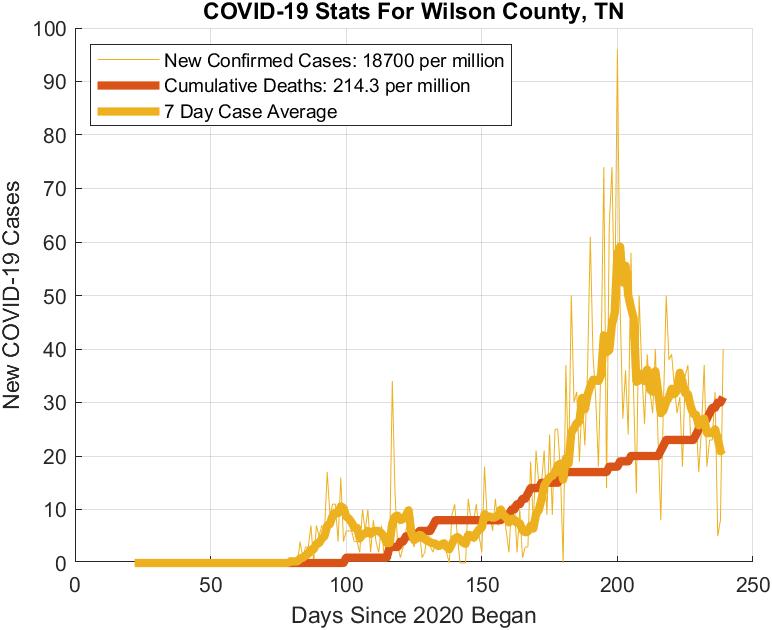 COVID-19 Stats For Wilson County, TN
New Confirmed Cases: 18700 per million
Cumulative Deaths: 214.3 per million
7 Day Case Average
New COVID-19 Cases
100
90
80
70
60
50
40
30
20
10
0
0 50 100 150 200 250
Days Since 2020 Began